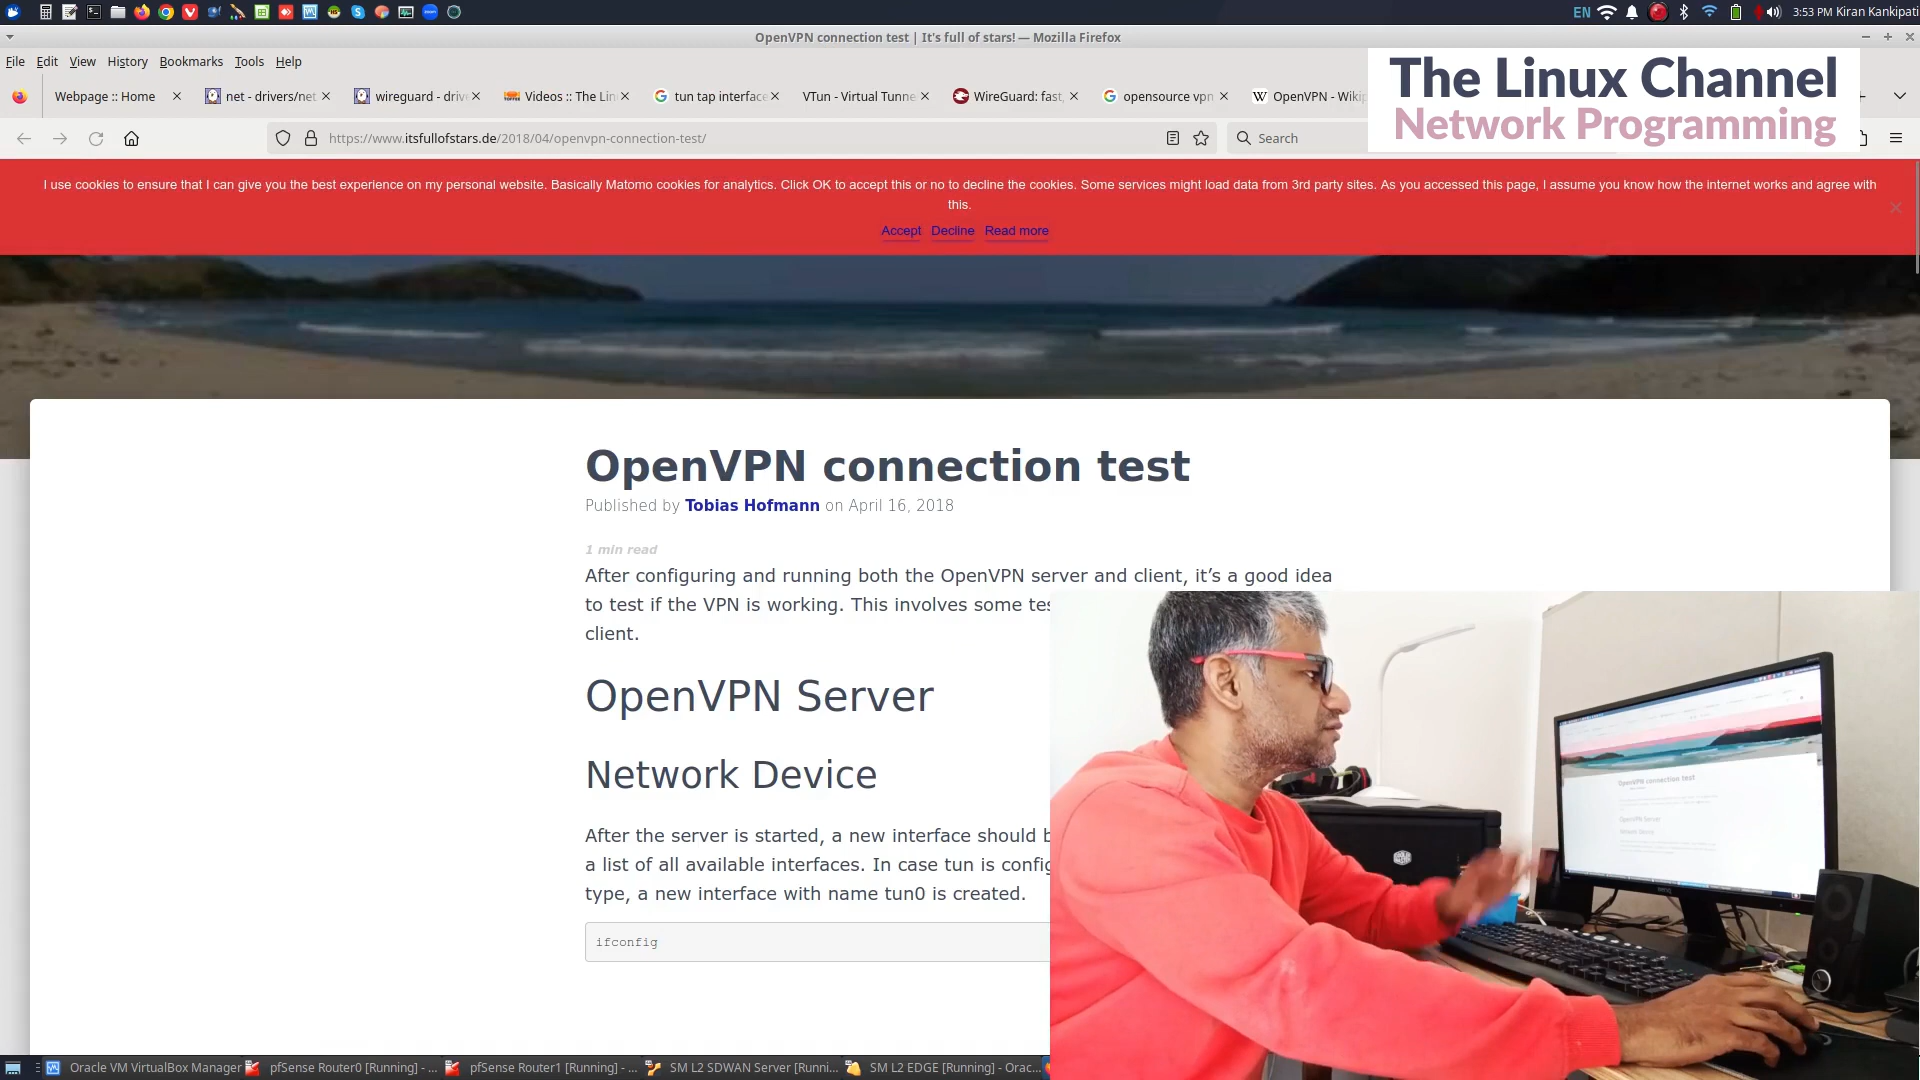 EN
3:53 PM Kiran Kankipati
OpenVPN connection test | It's full of stars! — Mozilla Firefox
File Edit View History Bookmarks Tools Help
The Linux Channel
Network Programming
Webpage :: Home
net - drivers/net
wireguard - driv
Videos :: The Lin
tun tap interface
VTun - Virtual Tunne
WireGuard: fast,
opensource vpn
OpenVPN - Wikip
https://www.itsfullofstars.de/2018/04/openvpn-connection-test/
Search
I use cookies to ensure that I can give you the best experience on my personal website. Basically Matomo cookies for analytics. Click OK to accept this or no to decline the cookies. Some services might load data from 3rd party sites. As you accessed this page, I assume you know how the internet works and agree with
this.
Accept Decline Read more
OpenVPN connection test
Published by Tobias Hofmann on April 16, 2018
1 min read
After configuring and running both the OpenVPN server and client, it’s a good idea
to test if the VPN is working. This involves some tes
client.
OpenVPN Server
Network Device
After the server is started, a new interface should b
a list of all available interfaces. In case tun is config
type, a new interface with name tun0 is created.
ifconfig
OpenVPN connection test
OpenVPN Server
Network Device
Oracle VM VirtualBox Manager
pfSense Router0 [Running] - ...
pfSense Router1 [Running] - ...
SM L2 SDWAN Server [Runni...
SM L2 EDGE [Running] - Orac...